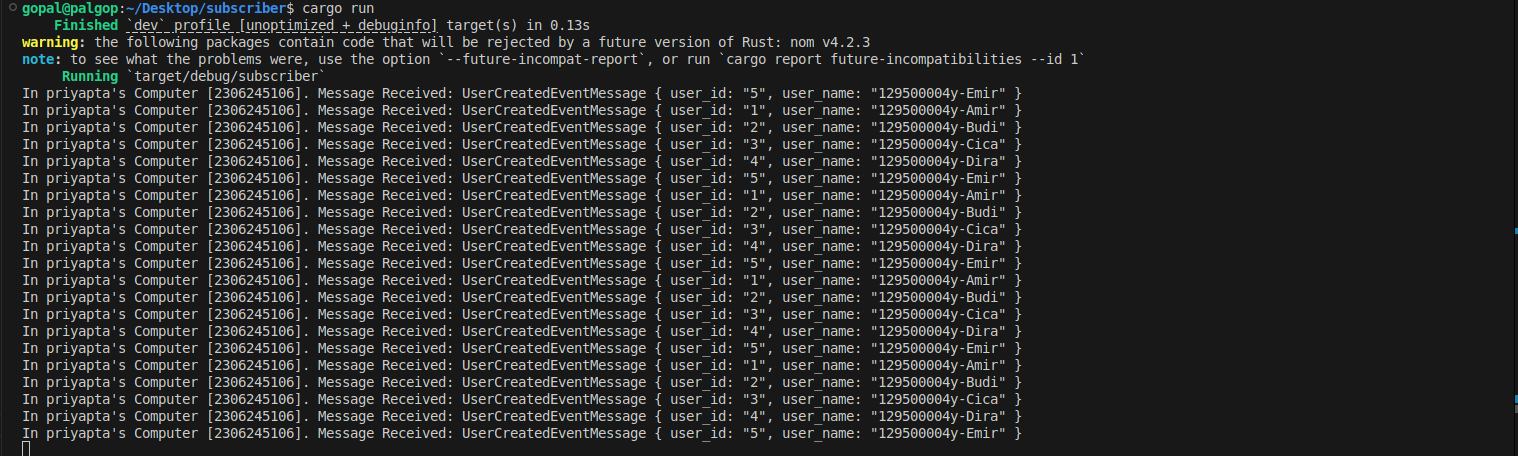 gopal@palgop:~/Desktop/subscriber$ cargo run
    Finished `dev` profile [unoptimized + debuginfo] target(s) in 0.13s
warning: the following packages contain code that will be rejected by a future version of Rust: nom v4.2.3
note: to see what the problems were, use the option `--future-incompat-report`, or run `cargo report future-incompatibilities --id 1`
     Running `target/debug/subscriber`
In priyapta's Computer [2306245106]. Message Received: UserCreatedEventMessage { user_id: "5", user_name: "129500004y-Emir" }
In priyapta's Computer [2306245106]. Message Received: UserCreatedEventMessage { user_id: "1", user_name: "129500004y-Amir" }
In priyapta's Computer [2306245106]. Message Received: UserCreatedEventMessage { user_id: "2", user_name: "129500004y-Budi" }
In priyapta's Computer [2306245106]. Message Received: UserCreatedEventMessage { user_id: "3", user_name: "129500004y-Cica" }
In priyapta's Computer [2306245106]. Message Received: UserCreatedEventMessage { user_id: "4", user_name: "129500004y-Dira" }
In priyapta's Computer [2306245106]. Message Received: UserCreatedEventMessage { user_id: "5", user_name: "129500004y-Emir" }
In priyapta's Computer [2306245106]. Message Received: UserCreatedEventMessage { user_id: "1", user_name: "129500004y-Amir" }
In priyapta's Computer [2306245106]. Message Received: UserCreatedEventMessage { user_id: "2", user_name: "129500004y-Budi" }
In priyapta's Computer [2306245106]. Message Received: UserCreatedEventMessage { user_id: "3", user_name: "129500004y-Cica" }
In priyapta's Computer [2306245106]. Message Received: UserCreatedEventMessage { user_id: "4", user_name: "129500004y-Dira" }
In priyapta's Computer [2306245106]. Message Received: UserCreatedEventMessage { user_id: "5", user_name: "129500004y-Emir" }
In priyapta's Computer [2306245106]. Message Received: UserCreatedEventMessage { user_id: "1", user_name: "129500004y-Amir" }
In priyapta's Computer [2306245106]. Message Received: UserCreatedEventMessage { user_id: "2", user_name: "129500004y-Budi" }
In priyapta's Computer [2306245106]. Message Received: UserCreatedEventMessage { user_id: "3", user_name: "129500004y-Cica" }
In priyapta's Computer [2306245106]. Message Received: UserCreatedEventMessage { user_id: "4", user_name: "129500004y-Dira" }
In priyapta's Computer [2306245106]. Message Received: UserCreatedEventMessage { user_id: "5", user_name: "129500004y-Emir" }
In priyapta's Computer [2306245106]. Message Received: UserCreatedEventMessage { user_id: "1", user_name: "129500004y-Amir" }
In priyapta's Computer [2306245106]. Message Received: UserCreatedEventMessage { user_id: "2", user_name: "129500004y-Budi" }
In priyapta's Computer [2306245106]. Message Received: UserCreatedEventMessage { user_id: "3", user_name: "129500004y-Cica" }
In priyapta's Computer [2306245106]. Message Received: UserCreatedEventMessage { user_id: "4", user_name: "129500004y-Dira" }
In priyapta's Computer [2306245106]. Message Received: UserCreatedEventMessage { user_id: "5", user_name: "129500004y-Emir" }